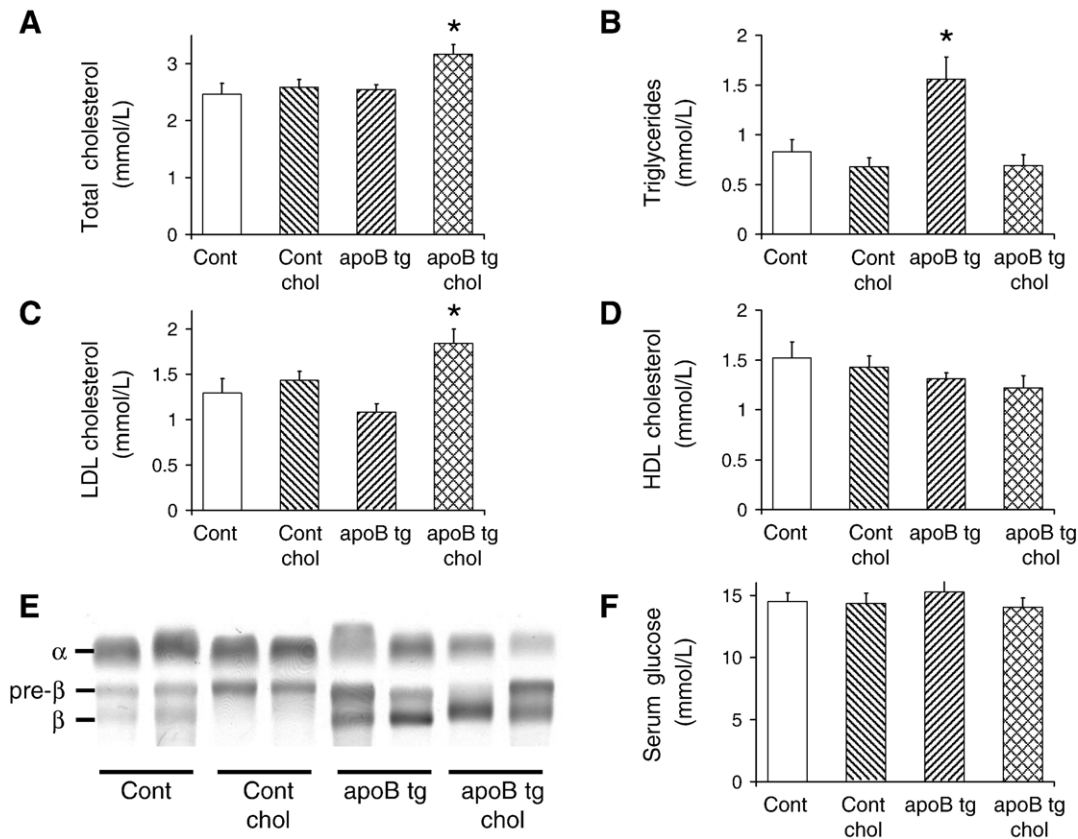 A
*
Total cholesterol
(mmol/L)
3
2
1
0
Cont
Cont
chol
apoB tg
apoB tg
chol
B
*
Triglycerides
(mmol/L)
2
1.5
1
0.5
0
Cont
Cont
chol
apoB tg
apoB tg
chol
C
*
LDL cholesterol
(mmol/L)
2
1.5
1
1.5
0
Cont
Cont
chol
apoB tg
apoB tg
chol
D
HDL cholesterol
(mmol/L)
2
1.5
1
1.5
0
Cont
Cont
chol
apoB tg
apoB tg
chol
E
α
pre-β
β
Cont
Cont
chol
apoB tg
apoB tg
chol
F
Serum glucose
(mmol/L)
15
15
5
0
Cont
Cont
chol
apoB tg
apoB tg
chol